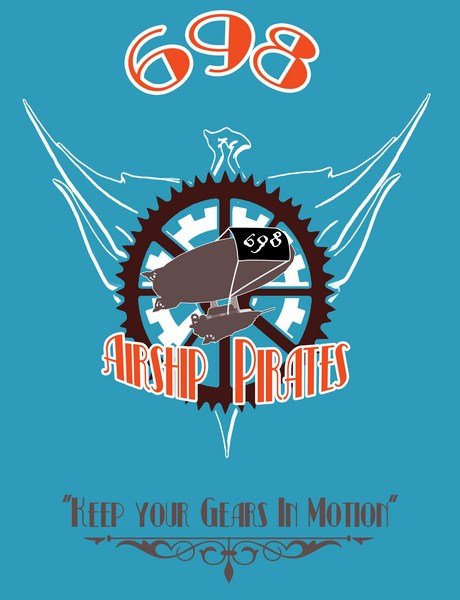 698
698
AIRSHIP PIRATES
"KEEP YOUR GEARS IN MOTION"